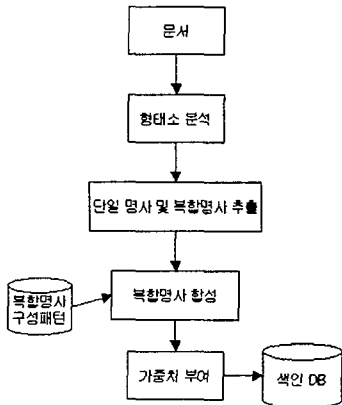 문서
형태소 분석
단일 명사 및 복합명사 추출
복합명사
구성패턴
복합명사 합성
가중치 부여
색인 DB